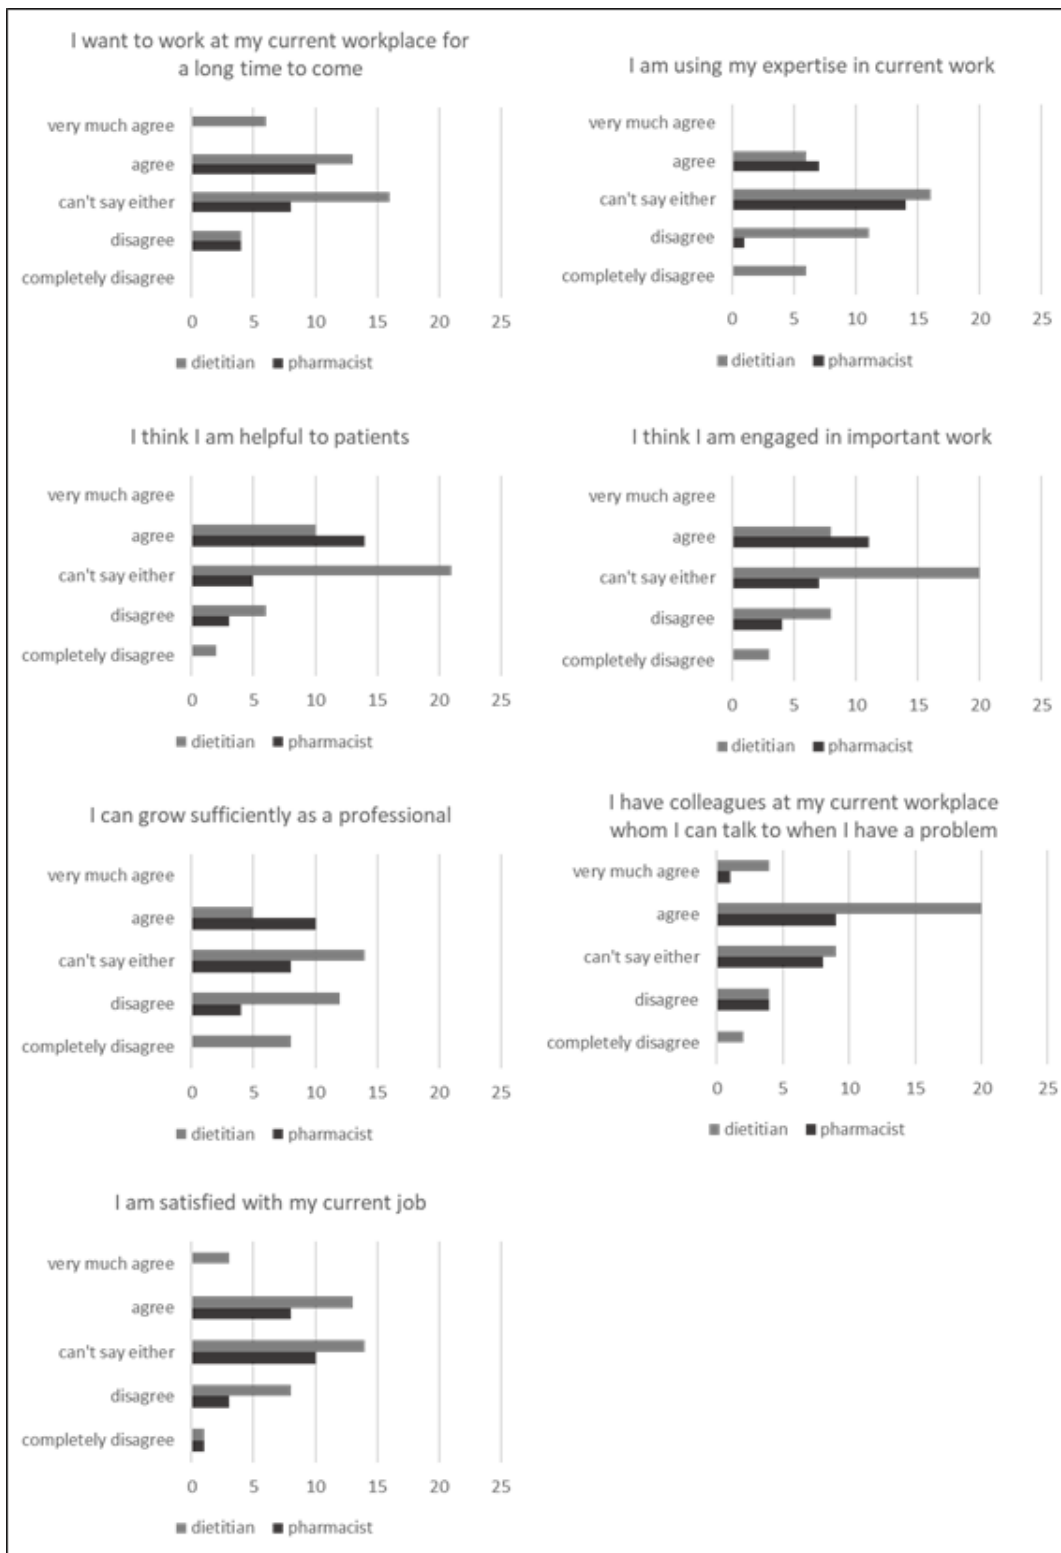 I want to work at my current workplace for
a long time to come
very much agree
agree
can't say either
disagree
completely disagree
0 5 10 15 20 25
dietitian pharmacist
I am using my expertise in current work
very much agree
agree
can't say either
disagree
completely disagree
0 5 10 15 20 25
dietitian pharmacist
I think I am helpful to patients
very much agree
agree
can't say either
disagree
completely disagree
0 5 10 15 20 25
dietitian pharmacist
I think I am engaged in important work
very much agree
agree
can't say either
disagree
completely disagree
0 5 10 15 20 25
dietitian pharmacist
I can grow sufficiently as a professional
very much agree
agree
can't say either
disagree
completely disagree
0 5 10 15 20 25
dietitian pharmacist
I have colleagues at my current workplace
whom I can talk to when I have a problem
very much agree
agree
can't say either
disagree
completely disagree
0 5 10 15 20 25
dietitian pharmacist
I am satisfied with my current job
very much agree
agree
can't say either
disagree
completely disagree
0 5 10 15 20 25
dietitian pharmacist